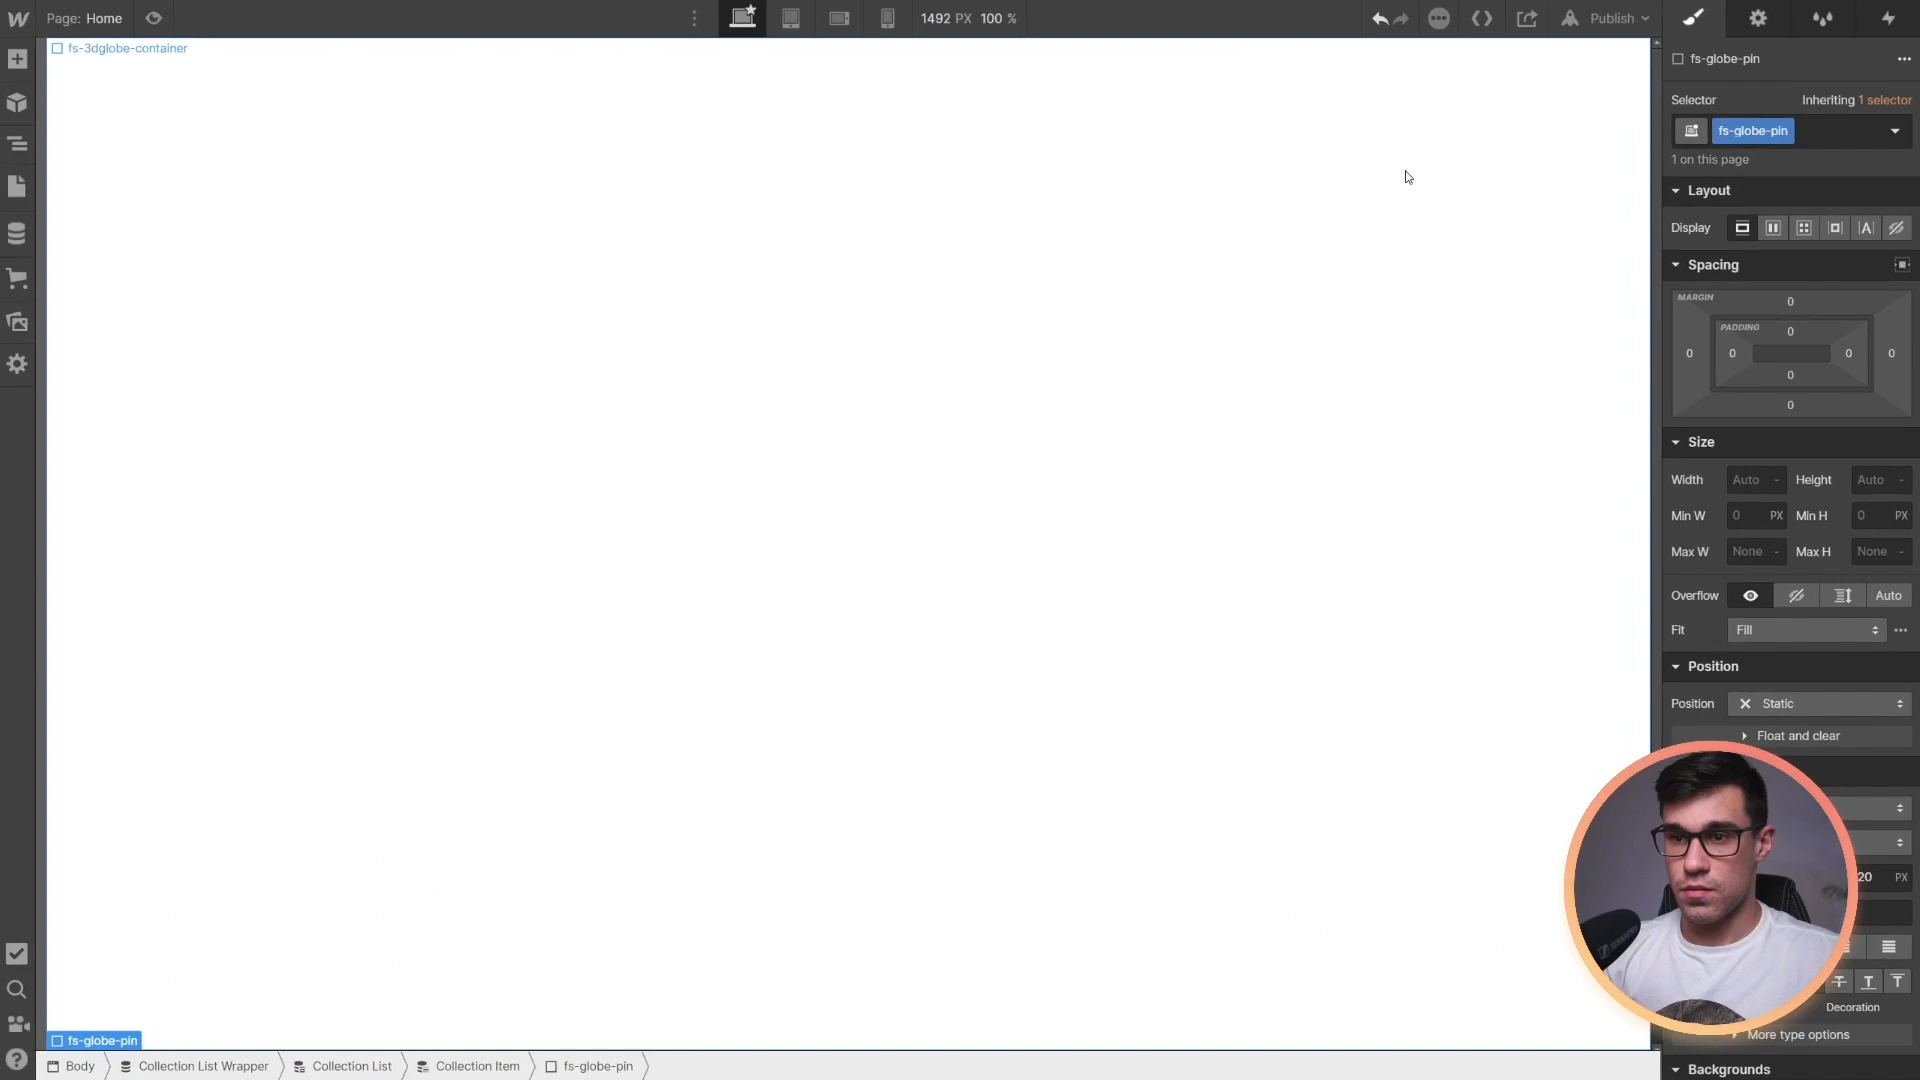 Page: Home
1492 PX 100 %
Publish
fs-3dglobe-container
fs-globe-pin
Selector
Inheriting 1 selector
fs-globe-pin
1 on this page
Layout
Display
Spacing
MARGIN
0
PADDING
0
0
0
0
0
0
0
Size
Width Auto - Height Auto -
Min W 0 PX Min H 0 PX
Max W None - Max H None -
Overflow Auto
Fit Fill
Position
Position Static
Float and clear
20 PX
Decoration
More type options
Backgrounds
fs-globe-pin
Body Collection List Wrapper Collection List Collection Item fs-globe-pin